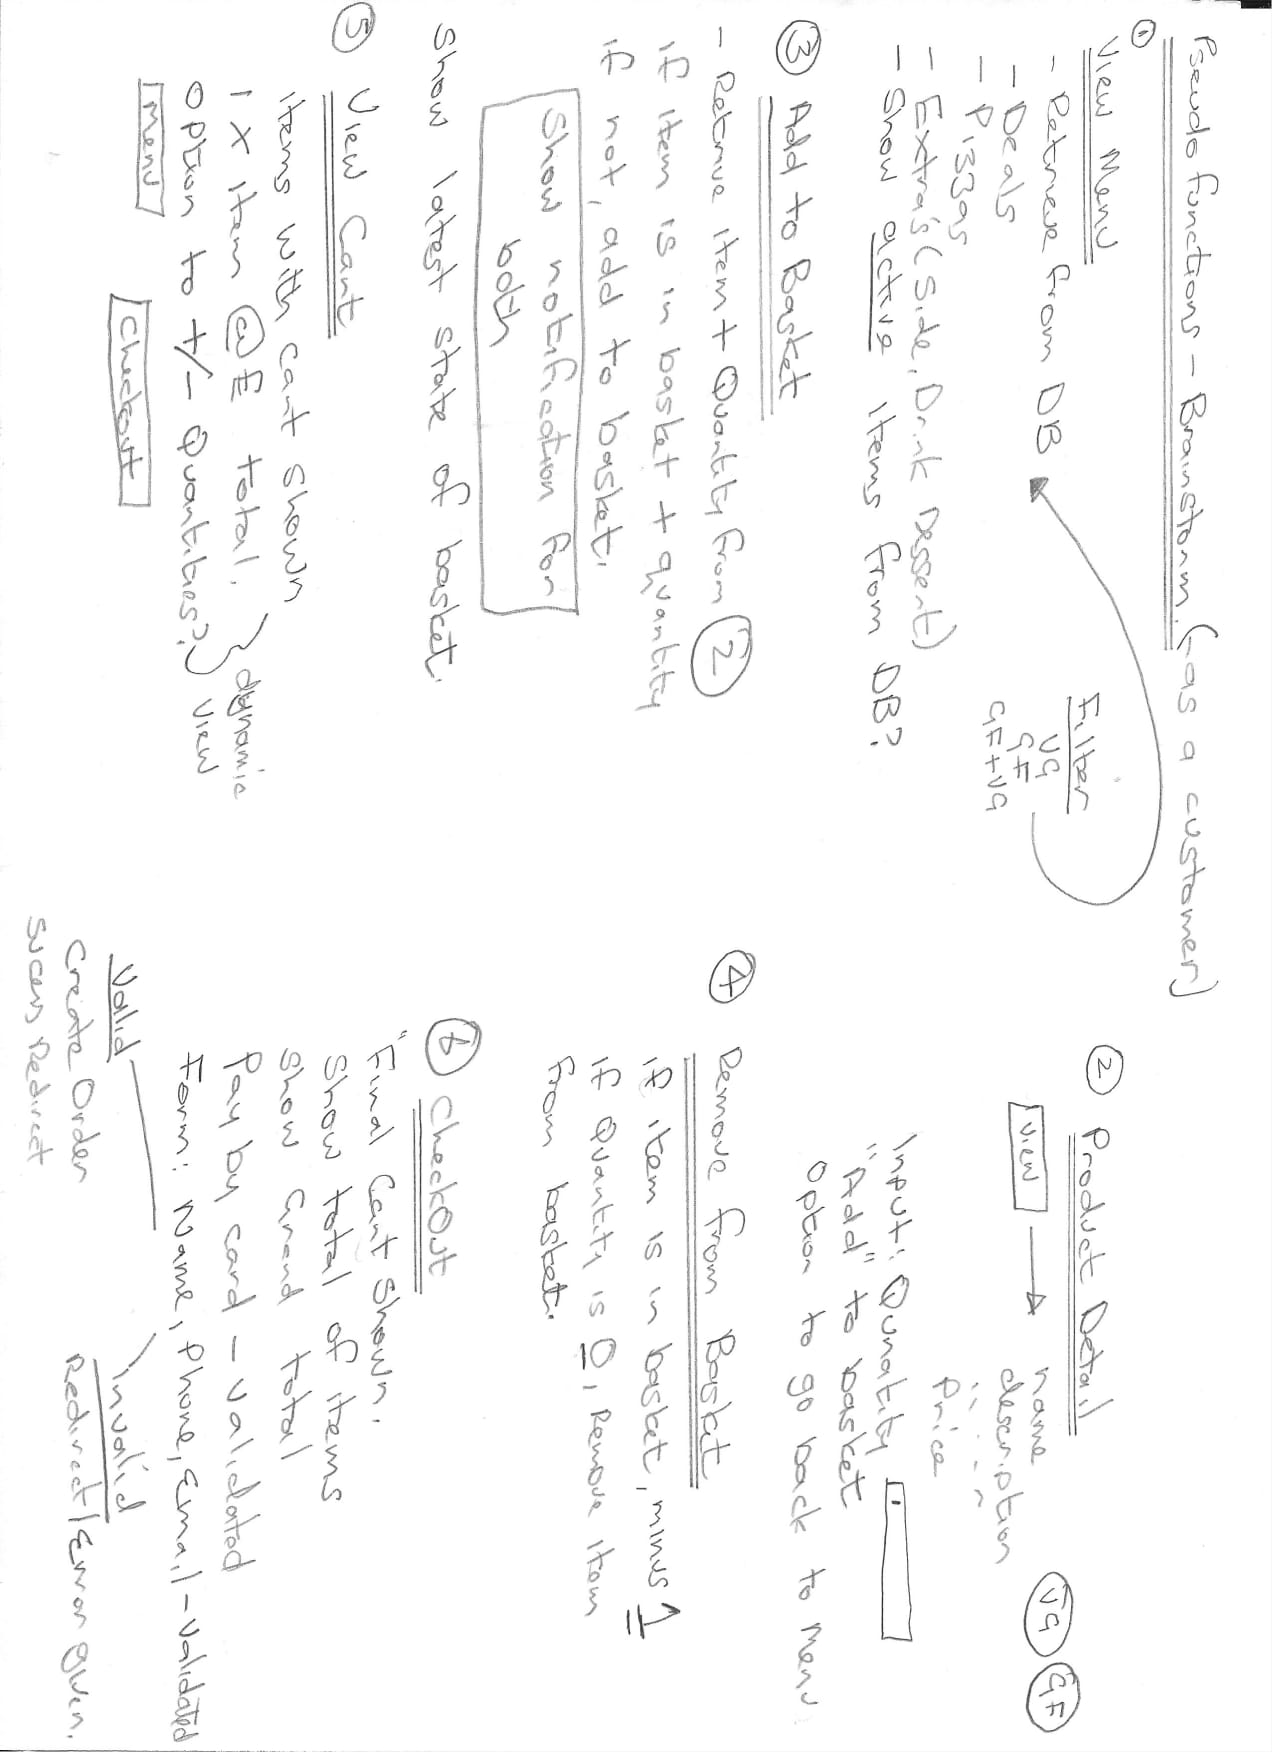 Pseudo functions - Brainstorm. (-as a customer)
1
View Menu
- Retrieve from DB
- Deals
- Pizzas
- Extra's (Side, Drink Dessert)
- Show active items from DB?
Filter
VG
GF
GF+VG
2 Product Detail
View
name
description
Price
VG GF
Input: Qunatity 1
"Add" to basket
Option to go back to menu
3 Add to Basket
- Retrive item + Quantity from 2
if item is in basket + quantity
if not, add to basket.
Show notification for
both
Show latest state of basket.
4 Remove from Basket
if item is in basket, minus 1
if Quantity is 0, Remove item
from basket.
5 View Cart
items with cart shown
1 x item @ £ total.
Option to +/- Quantities?
dynamic
view
Menu
Checkout
6 CheckOut
"Final Cart Shown.
Show total of items
Show Grand total
Pay by card - validated
Form: Name, Phone, Email - Validated
Valid
Create Order
Sucess Redirect
Invalid
Redirect/Error given.